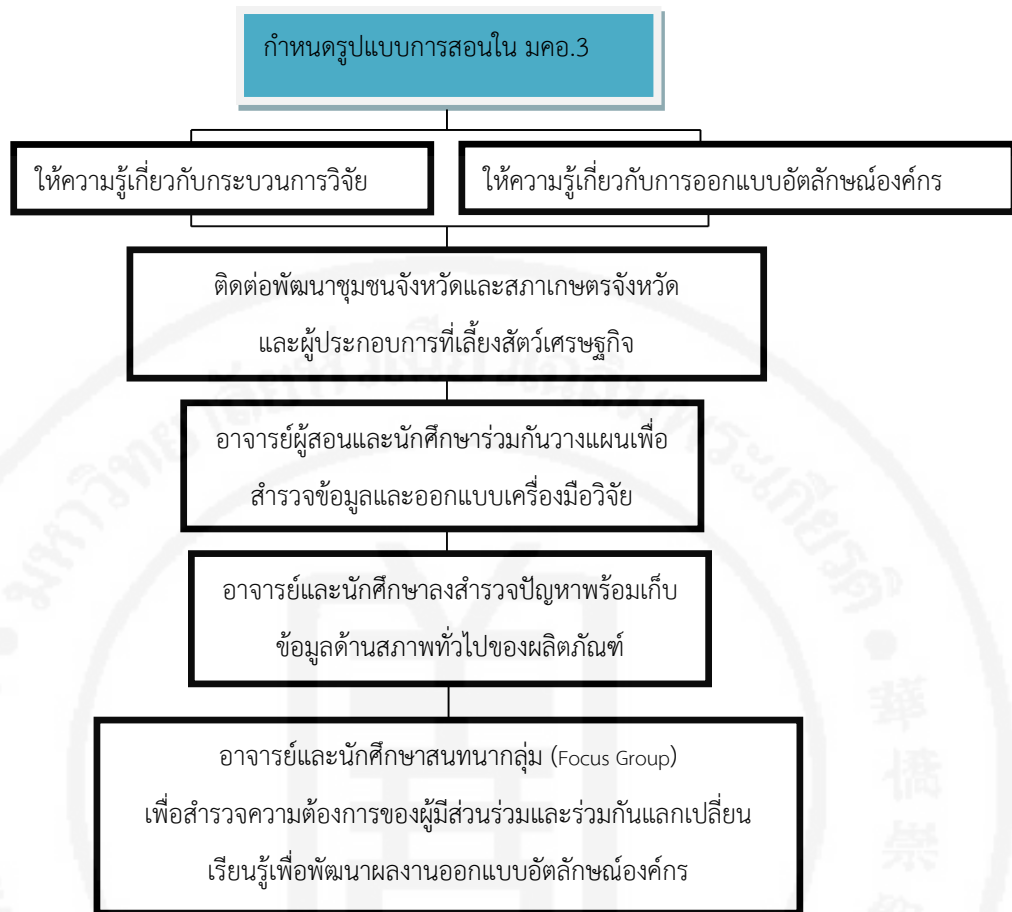 กำหนดรูปแบบการสอนใน มคอ.3
ให้ความรู้เกี่ยวกับกระบวนการวิจัย
ให้ความรู้เกี่ยวกับการออกแบบอัตลักษณ์องค์กร
ติดต่อพัฒนาชุมชนจังหวัดและสภาเกษตรจังหวัด
และผู้ประกอบการที่เลี้ยงสัตว์เศรษฐกิจ
อาจารย์ผู้สอนและนักศึกษาร่วมกันวางแผนเพื่อ
สำรวจข้อมูลและออกแบบเครื่องมือวิจัย
อาจารย์และนักศึกษาลงสำรวจปัญหาพร้อมเก็บ
ข้อมูลด้านสภาพทั่วไปของผลิตภัณฑ์
อาจารย์และนักศึกษาสนทนากลุ่ม (Focus Group)
เพื่อสำรวจความต้องการของผู้มีส่วนร่วมและร่วมกันแลกเปลี่ยน
เรียนรู้เพื่อพัฒนาผลงานออกแบบอัตลักษณ์องค์กร
華僑崇